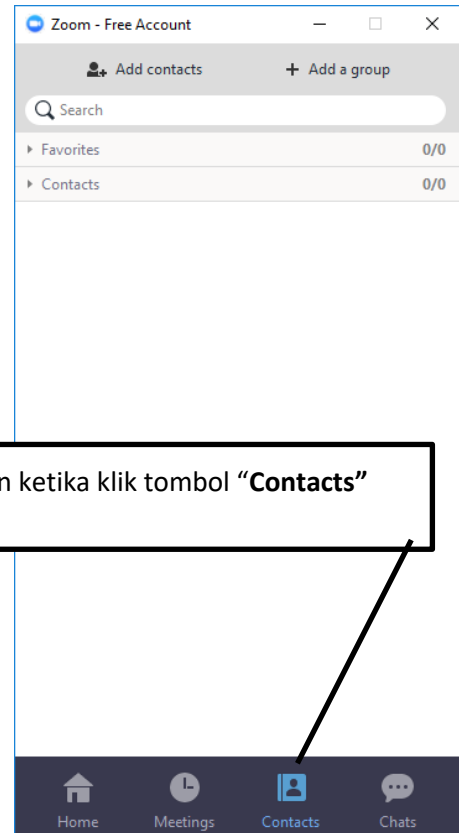 Zoom - Free Account
Add contacts
+ Add a group
Search
Favorites 0/0
Contacts 0/0
ketika klik tombol “Contacts”
Home
Meetings
Contacts
Chats